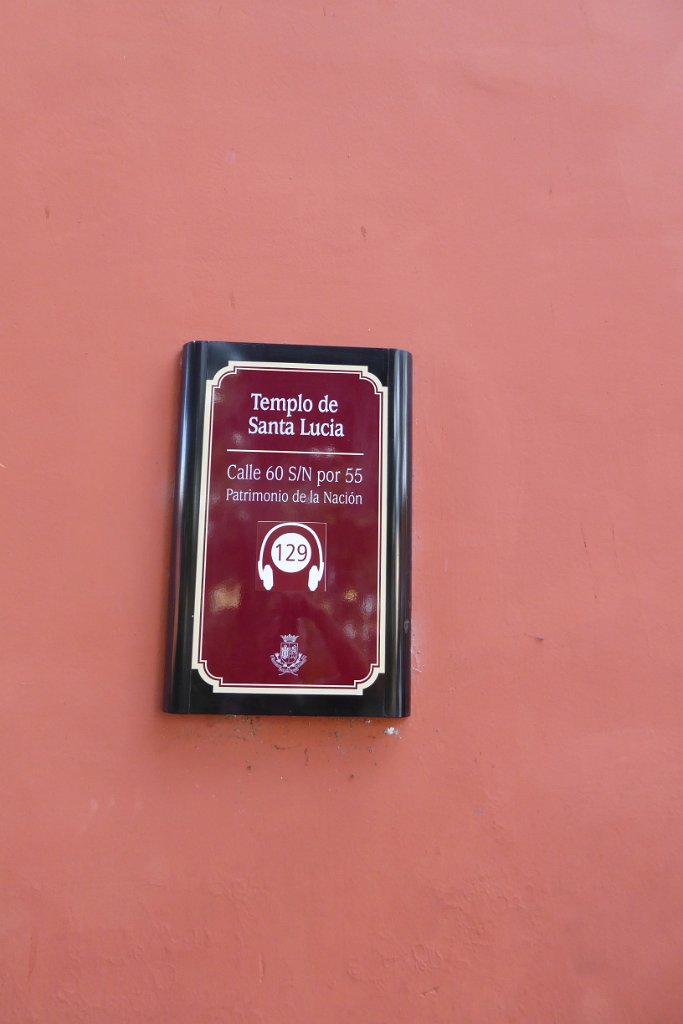 Templo de
Santa Lucia
Calle 60 S/N por 55
Patrimonio de la Nación
129